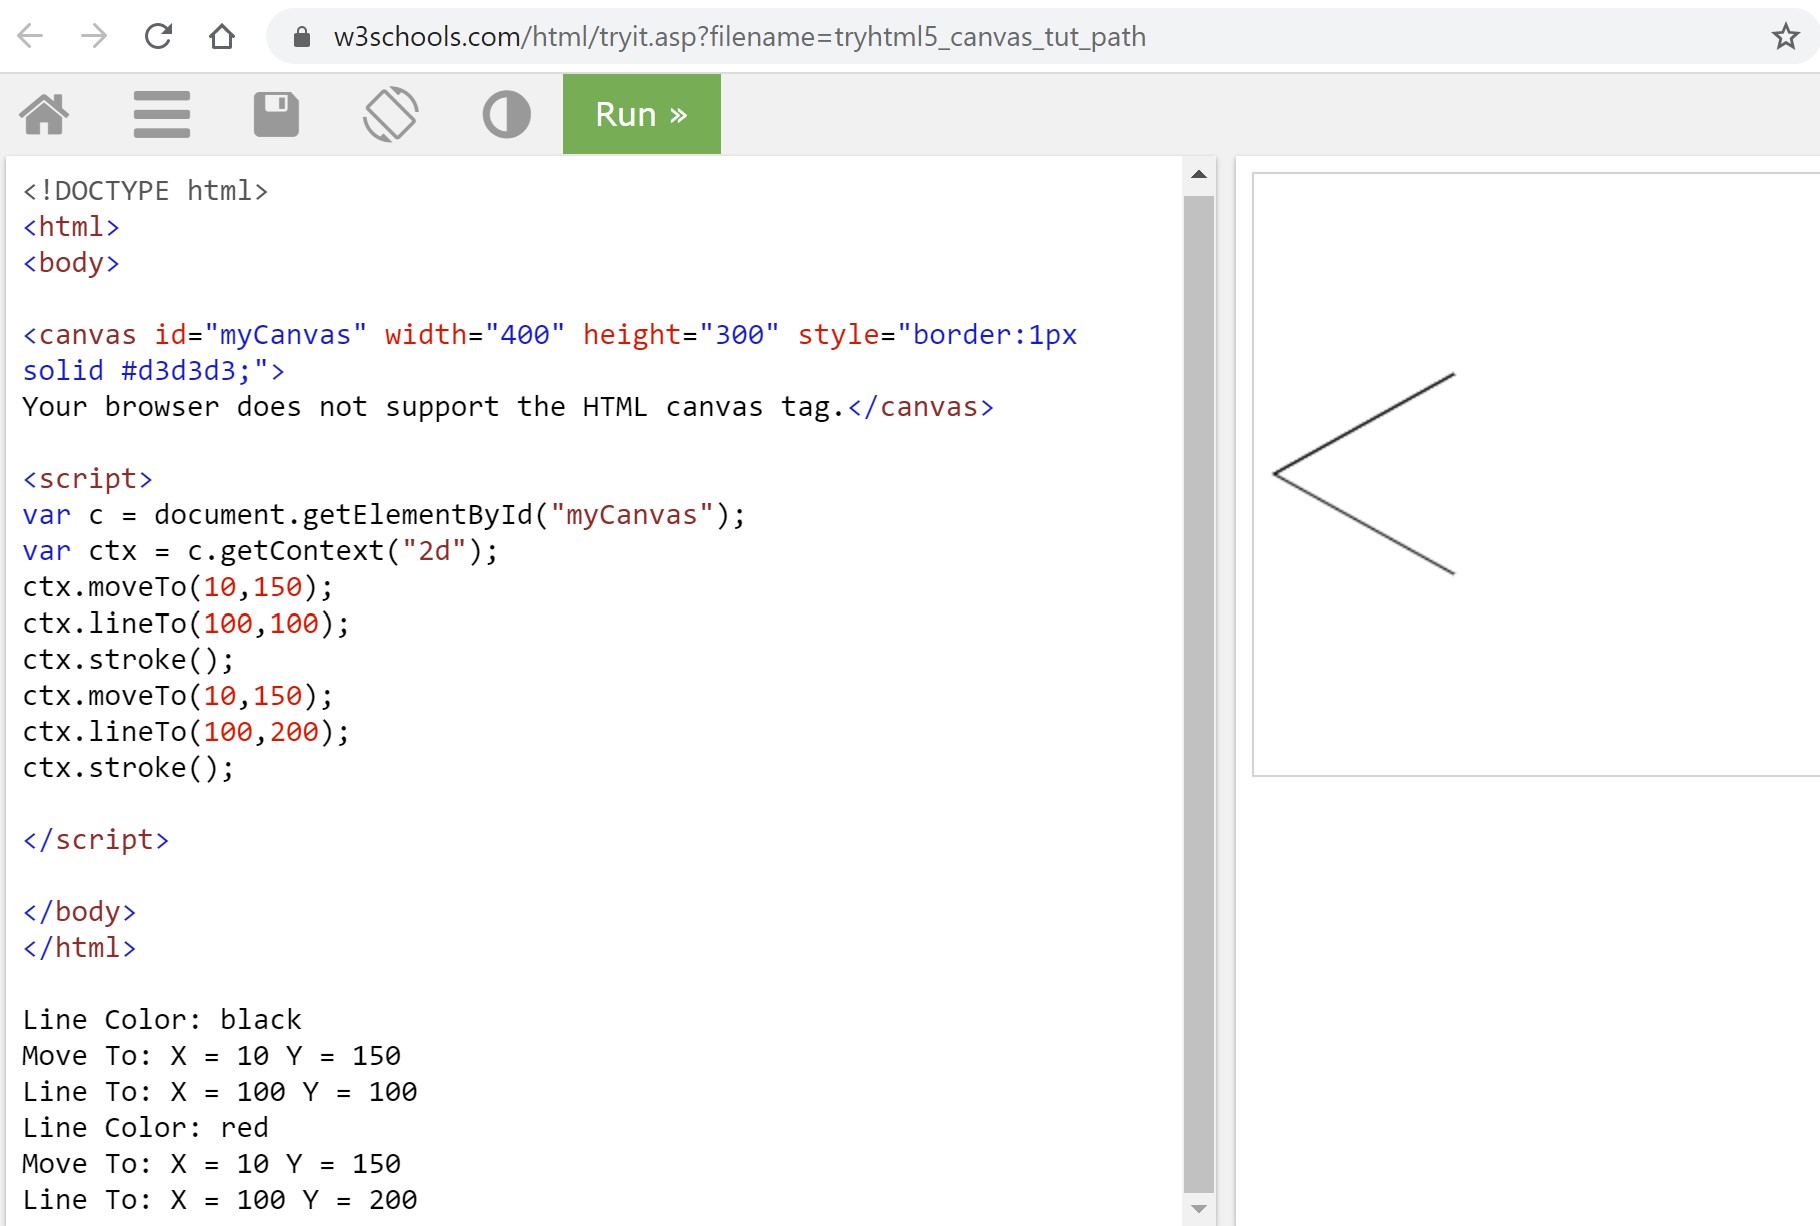 w3schools.com/html/tryit.asp?filename=tryhtml5_canvas_tut_path
Run »
<!DOCTYPE html>
<html>
<body>
<canvas id="myCanvas" width="400" height="300" style="border:1px
solid #d3d3d3;">
Your browser does not support the HTML canvas tag.</canvas>
<script>
var c = document.getElementById("myCanvas");
var ctx = c.getContext("2d");
ctx.moveTo(10,150);
ctx.lineTo(100,100);
ctx.stroke();
ctx.moveTo(10,150);
ctx.lineTo(100,200);
ctx.stroke();
</script>
</body>
</html>
Line Color: black
Move To: X = 10 Y = 150
Line To: X = 100 Y = 100
Line Color: red
Move To: X = 10 Y = 150
Line To: X = 100 Y = 200